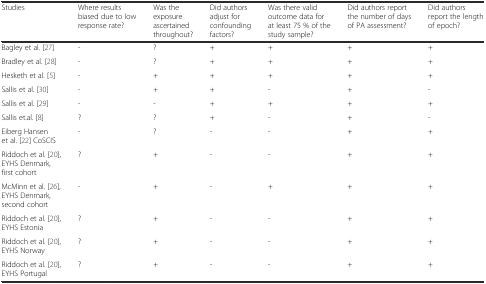 Studies Where results biased due to low response rate? Was the exposure ascertained throughout? Did authors adjust for confounding factors? Was there valid outcome data for at least 75 % of the study sample? Did authors report the number of days of PA assessment? Did authors report the length of epoch?
Bagley et al. [27] - ? + + + +
Bradley et al. [28] - ? + + + +
Hesketh et al. [5] - + + + + +
Sallis et al. [30] - + + - + -
Sallis et al. [29] - - + + + +
Sallis et.al. [8] ? ? + - + -
Eiberg Hansen et al. [22] CoSCIS - ? - - + +
Riddoch et al. [20], EYHS Denmark, first cohort ? + - - + +
McMinn et al. [26], EYHS Denmark, second cohort - + - + + +
Riddoch et al. [20], EYHS Estonia ? + - - + +
Riddoch et al. [20], EYHS Norway ? + - - + +
Riddoch et al. [20], EYHS Portugal ? + - - + +